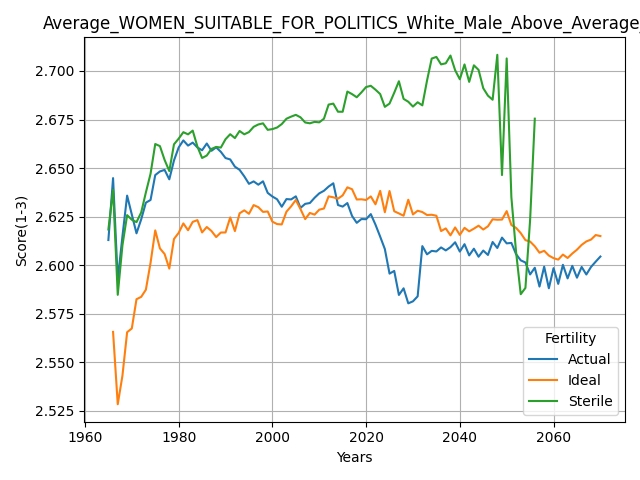 Average_WOMEN_SUITABLE_FOR_POLITICS_White_Male_Above_Average_
2.700
2.675
2.650
2.625
2.600
2.575
2.550
2.525
Score(1-3)
1960 1980 2000 2020 2040 2060
Years
Fertility
Actual
Ideal
Sterile